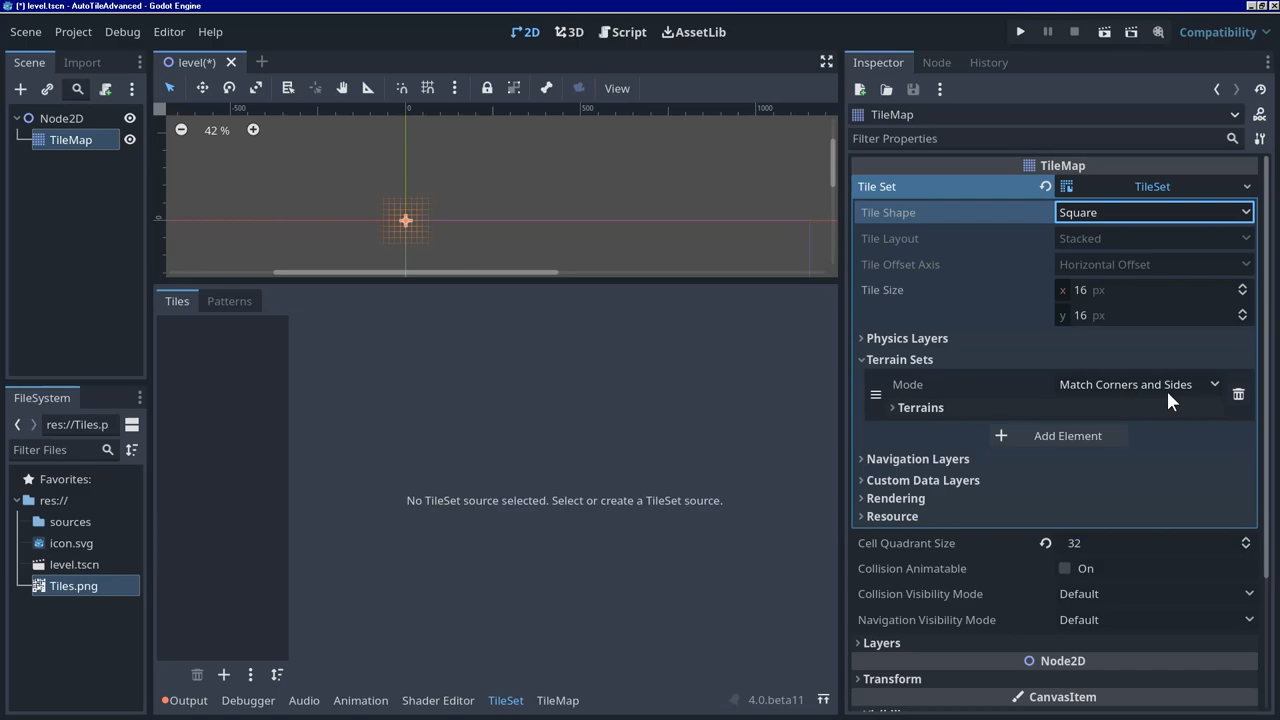 (*) level.tscn - AutoTileAdvanced - Godot Engine
Scene Project Debug Editor Help
2D 3D Script AssetLib
Compatibility
Scene Import
Node2D
TileMap
FileSystem
res://Tiles.p
Filter Files
Favorites:
res://
sources
icon.svg
level.tscn
Tiles.png
level(*)
View
-500 0 500 1000
42 %
0
Tiles Patterns
No TileSet source selected. Select or create a TileSet source.
Output Debugger Audio Animation Shader Editor TileSet TileMap 4.0.beta11
Inspector Node History
TileMap
Filter Properties
TileMap
Tile Set TileSet
Tile Shape Square
Tile Layout Stacked
Tile Offset Axis Horizontal Offset
Tile Size x 16 px
y 16 px
Physics Layers
Terrain Sets
Mode Match Corners and Sides
Terrains
Add Element
Navigation Layers
Custom Data Layers
Rendering
Resource
Cell Quadrant Size 32
Collision Animatable On
Collision Visibility Mode Default
Navigation Visibility Mode Default
Layers
Node2D
Transform
CanvasItem